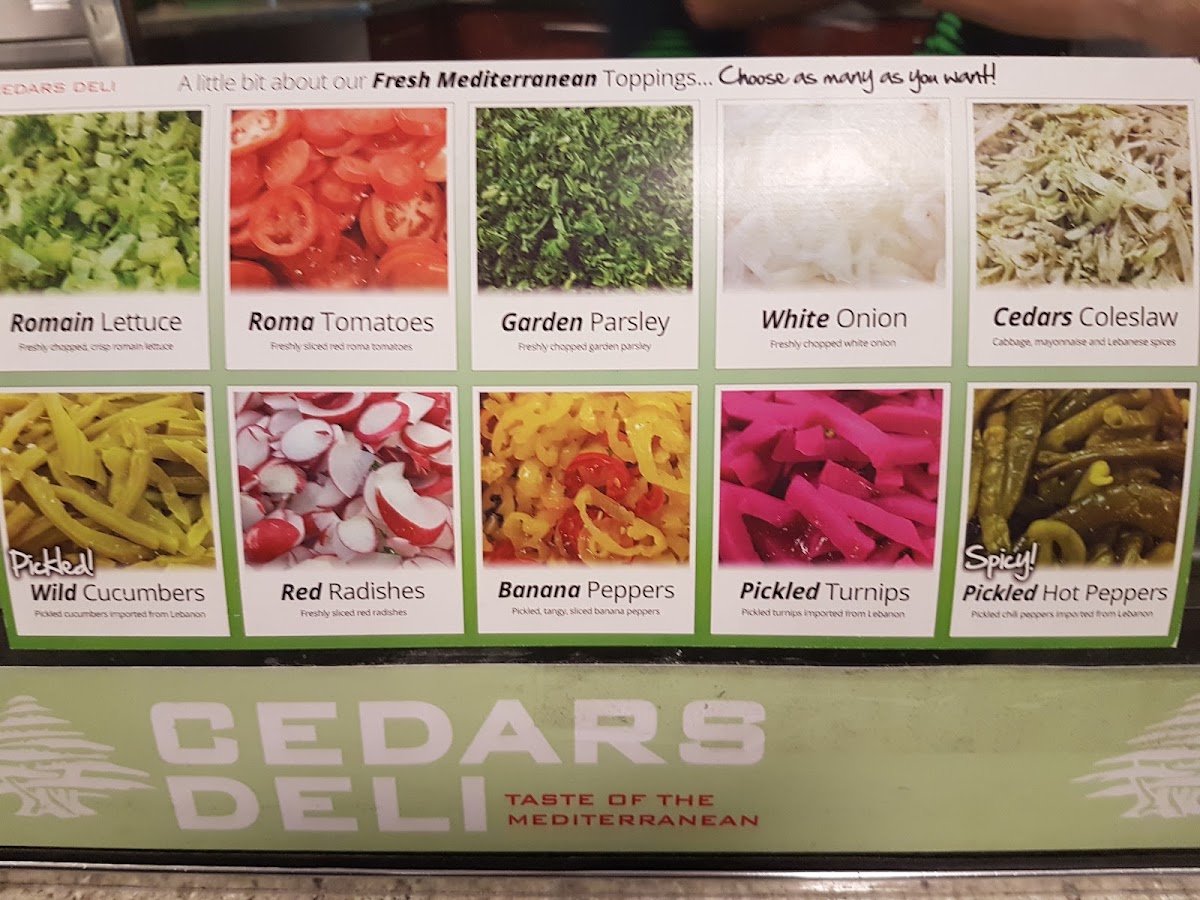 CEDARS DELI
A little bit about our Fresh Mediterranean Toppings... Choose as many as you want!
Romain Lettuce
Freshly chopped, crisp romain lettuce
Roma Tomatoes
Freshly sliced red roma tomatoes
Garden Parsley
Freshly chopped garden parsley
White Onion
Freshly chopped white onion
Cedars Coleslaw
Cabbage, mayonnaise and Lebanese spices
Pickled!
Wild Cucumbers
Pickled cucumbers imported from Lebanon
Red Radishes
Freshly sliced red radishes
Banana Peppers
Pickled, tangy, sliced banana peppers
Pickled Turnips
Pickled turnips imported from Lebanon
Spicy!
Pickled Hot Peppers
Pickled chili peppers imported from Lebanon
CEDARS
DELI
TASTE OF THE
MEDITERRANEAN